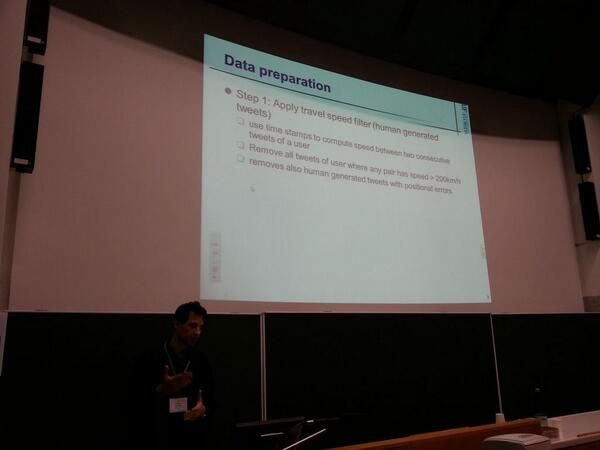 Data preparation
Step 1: Apply travel speed filter (human generated
tweets)
use time stamps to compute speed between two consecutive
tweets of a user
Remove all tweets of user where any pair has speed > 200km/h
removes also human generated tweets with positional errors